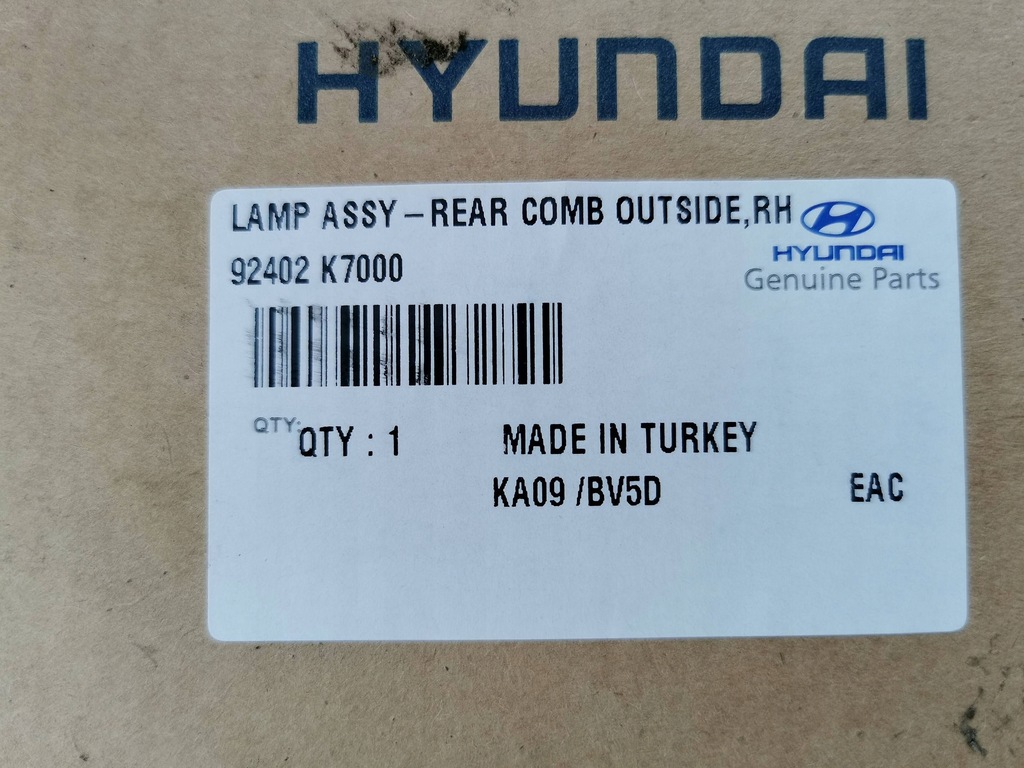 HYUNDAI
LAMP ASSY-REAR COMB OUTSIDE,RH
HYUNDAI
92402 K7000
Genuine Parts
QTY:
QTY : 1
MADE IN TURKEY
KA09 /BV5D
EAC